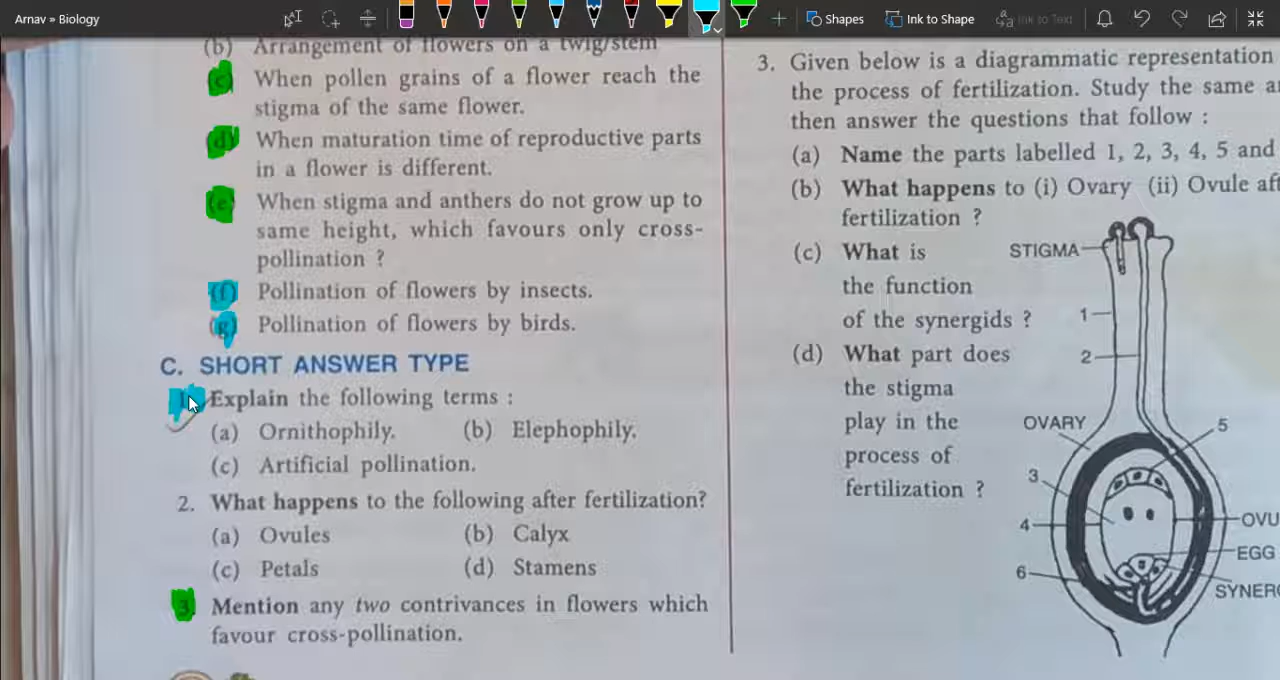 Arnav » Biology
Shapes
Ink to Shape
Ink to Text
(b) Arrangement of flowers on a twig/stem
(c) When pollen grains of a flower reach the
stigma of the same flower.
(d) When maturation time of reproductive parts
in a flower is different.
(e) When stigma and anthers do not grow up to
same height, which favours only cross-
pollination ?
(f) Pollination of flowers by insects.
(g) Pollination of flowers by birds.
C. SHORT ANSWER TYPE
1. Explain the following terms :
(a) Ornithophily. (b) Elephophily.
(c) Artificial pollination.
2. What happens to the following after fertilization?
(a) Ovules (b) Calyx
(c) Petals (d) Stamens
3. Mention any two contrivances in flowers which
favour cross-pollination.
3. Given below is a diagrammatic representation
the process of fertilization. Study the same a
then answer the questions that follow :
(a) Name the parts labelled 1, 2, 3, 4, 5 and
(b) What happens to (i) Ovary (ii) Ovule aft
fertilization ?
(c) What is
the function
of the synergids ?
(d) What part does
the stigma
play in the
process of
fertilization ?
STIGMA
1
2
OVARY
5
3
4
OVU
EGG
6
SYNER